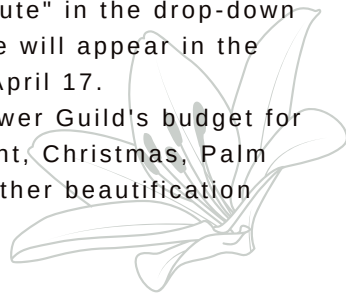 ute" in the drop-down
e will appear in the
April 17.
wer Guild's budget for
nt, Christmas, Palm
ther beautification